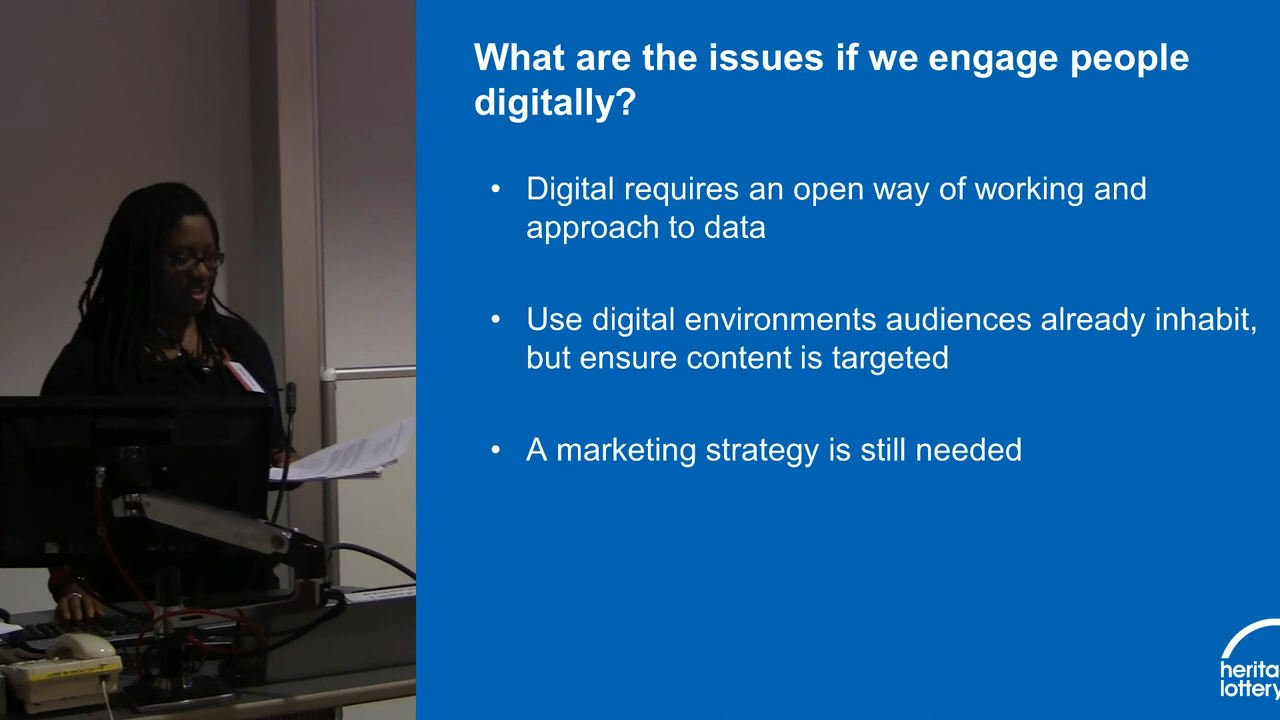 What are the issues if we engage people
digitally?
• Digital requires an open way of working and
approach to data
• Use digital environments audiences already inhabit,
but ensure content is targeted
• A marketing strategy is still needed
herita
lottery